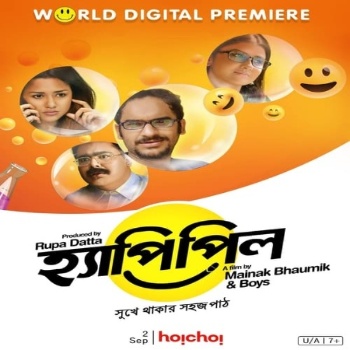 WORLD DIGITAL PREMIERE
Produced by
Rupa Datta
হ্যাপিপিল
A film by
Mainak Bhaumik
& Boys
সুখে থাকার সহজ পাঠ
2
Sep
hoichoi
U/A | 7+